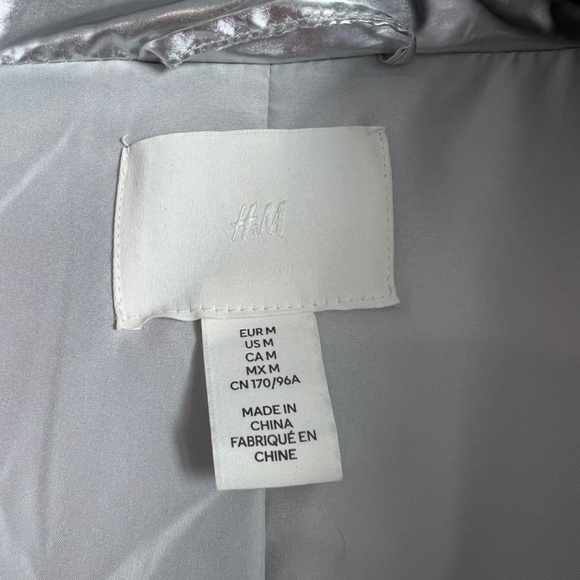 H&M
EUR M
US M
CA M
MX M
CN 170/96A
MADE IN
CHINA
FABRIQUÉ EN
CHINE